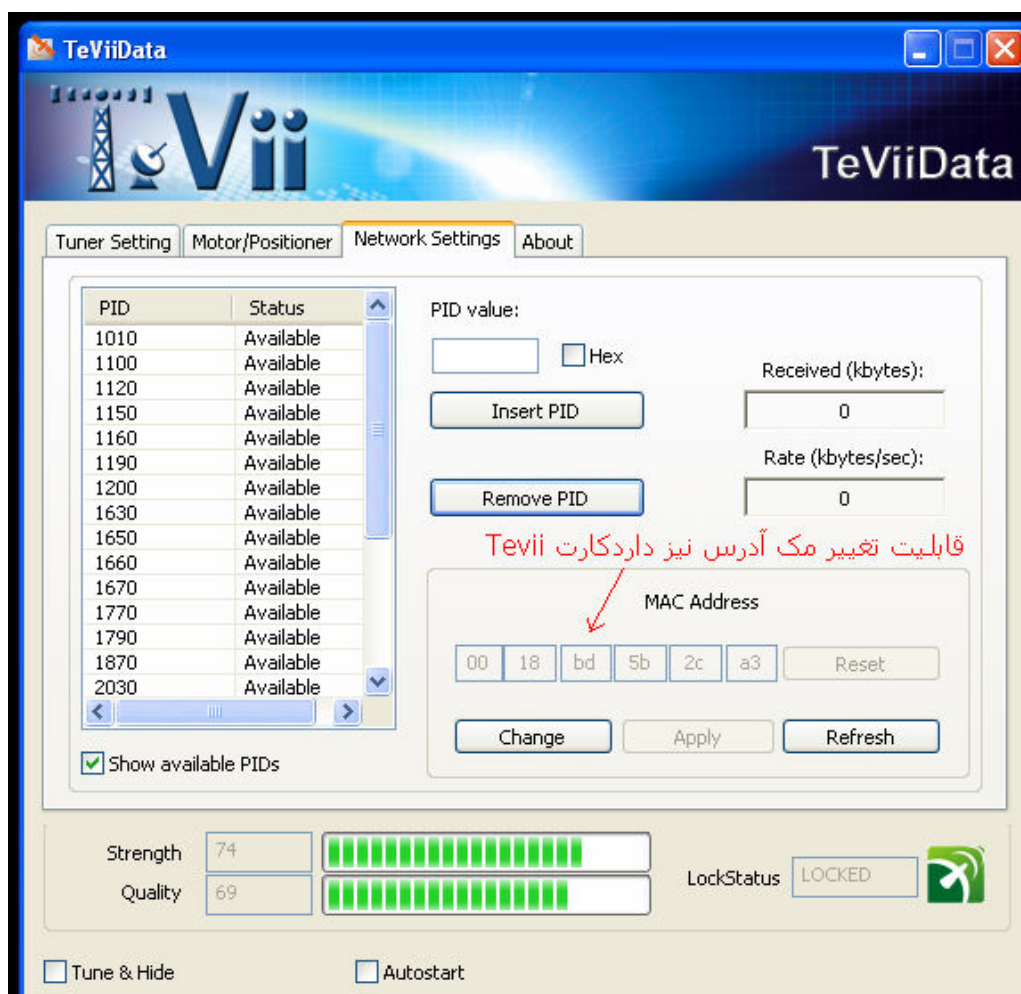 TeViiData
TeVii
TeViiData
Tuner Setting Motor/Positioner Network Settings About
PID Status
1010 Available
1100 Available
1120 Available
1150 Available
1160 Available
1190 Available
1200 Available
1630 Available
1650 Available
1660 Available
1670 Available
1770 Available
1790 Available
1870 Available
2030 Available
Show available PIDs
PID value:
Hex
Insert PID
Remove PID
Received (kbytes):
0
Rate (kbytes/sec):
0
قابلیت تغییر مک آدرس نیز داردکارت Tevii
MAC Address
00 18 bd 5b 2c a3 Reset
Change Apply Refresh
Strength 74
Quality 69
LockStatus LOCKED
Tune & Hide Autostart